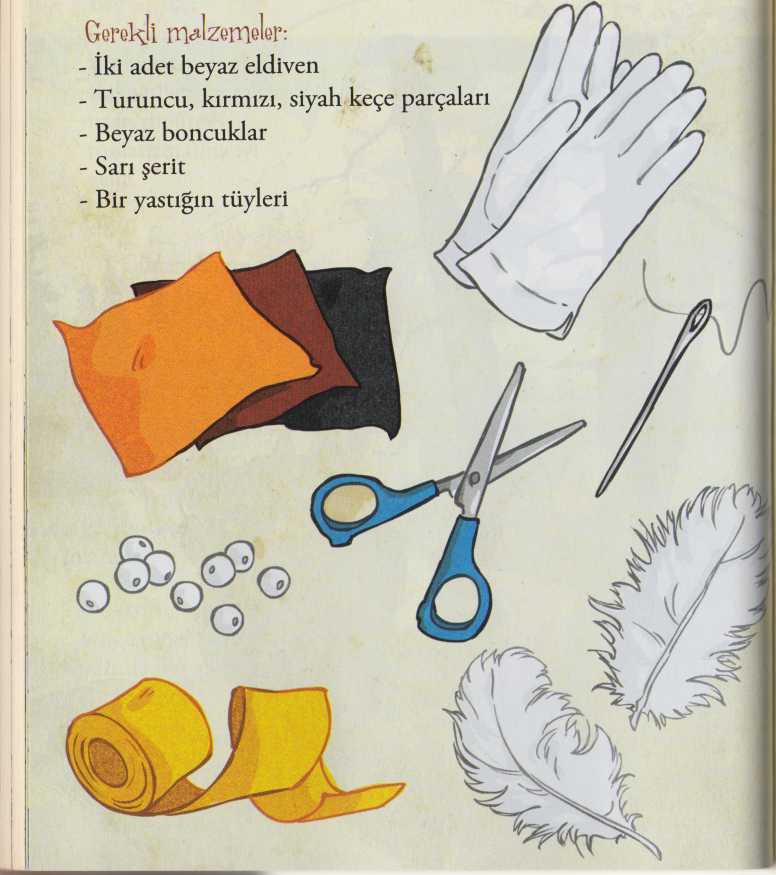 Gerekli malzemeler:
- İki adet beyaz eldiven
- Turuncu, kırmızı, siyah keçe parçaları
- Beyaz boncuklar
- Sarı şerit
- Bir yastığın tüyleri